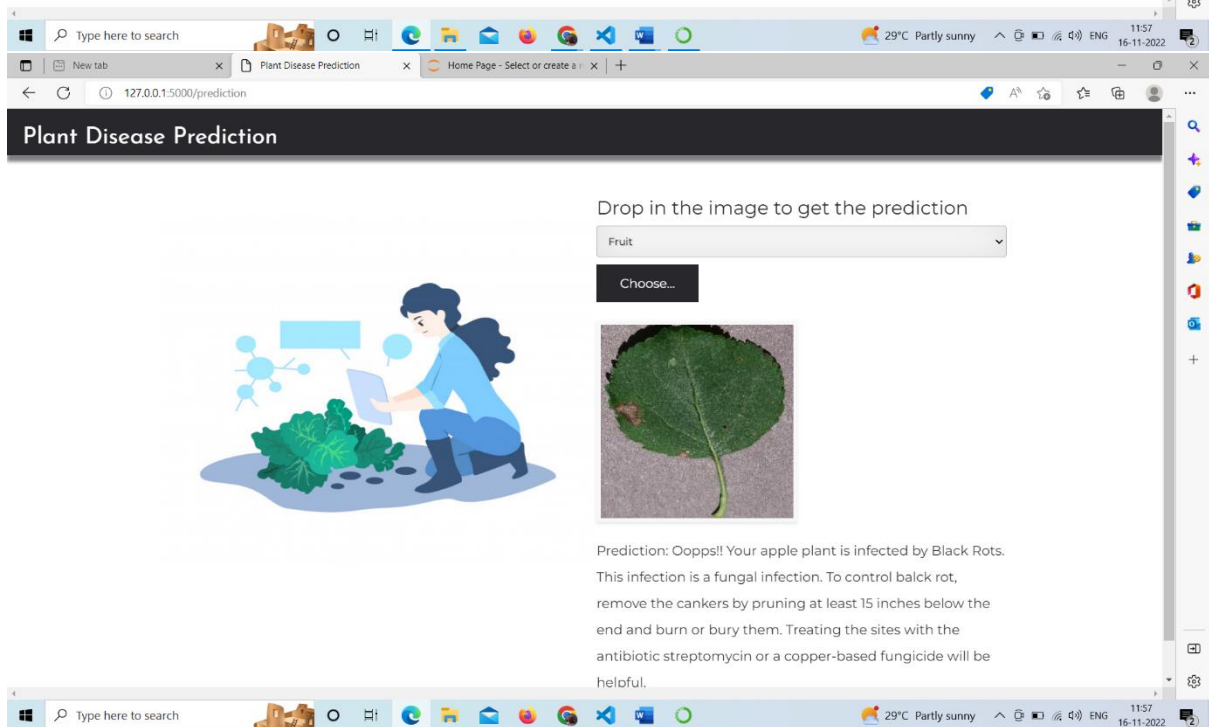 Type here to search
29°C Partly sunny
ENG
11:57
16-11-2022
2
New tab
Plant Disease Prediction
Home Page - Select or create a n
127.0.0.1:5000/prediction
Plant Disease Prediction
Drop in the image to get the prediction
Fruit
Choose...
Prediction: Oopps!! Your apple plant is infected by Black Rots.
This infection is a fungal infection. To control balck rot,
remove the cankers by pruning at least 15 inches below the
end and burn or bury them. Treating the sites with the
antibiotic streptomycin or a copper-based fungicide will be
helpful.
Type here to search
29°C Partly sunny
ENG
11:57
16-11-2022
2